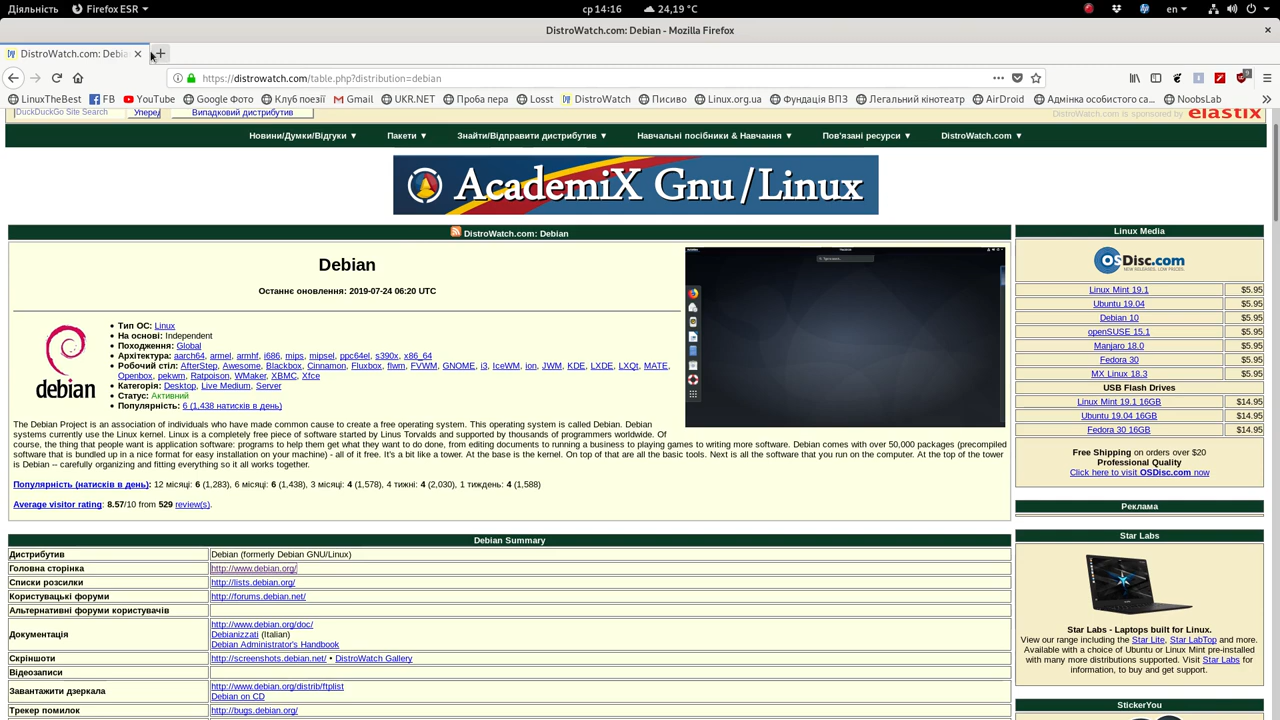 Діяльність Firefox ESR ▾ ср 14:16 24,19 °C en ▾
DistroWatch.com: Debian - Mozilla Firefox ×
DistroWatch.com: Debia × +
https://distrowatch.com/table.php?distribution=debian
LinuxTheBest FB YouTube Google Фото Клуб поезії Gmail UKR.NET Проба пера Losst DistroWatch Писиво Linux.org.ua Фундація ВТЗ Легальний кінотеатр AirDroid Адмінка особистого са... NoobsLab
DuckDuckGo Site Search Уперед Випадковий дистрибутив DistroWatch.com is sponsored by elastix
Новини/Думки/Відгуки ▼ Пакети ▼ Знайти/Відправити дистрибутив ▼ Навчальні посібники & Навчання ▼ Пов'язані ресурси ▼ DistroWatch.com ▼
AcademiX Gnu/Linux
DistroWatch.com: Debian
Debian
Останнє оновлення: 2019-07-24 06:20 UTC
debian
• Тип ОС: Linux
• На основі: Independent
• Походження: Global
• Архітектура: aarch64, armel, armhf, i686, mips, mipsel, ppc64el, s390x, x86_64
• Робочий стіл: AfterStep, Awesome, Blackbox, Cinnamon, Fluxbox, flwm, FVWM, GNOME, i3, IceWM, ion, JWM, KDE, LXDE, LXQt, MATE,
Openbox, pekwm, Ratpoison, WMaker, XBMC, Xfce
• Категорія: Desktop, Live Medium, Server
• Статус: Активний
• Популярність: 6 (1,438 натисків в день)
The Debian Project is an association of individuals who have made common cause to create a free operating system. This operating system is called Debian. Debian
systems currently use the Linux kernel. Linux is a completely free piece of software started by Linus Torvalds and supported by thousands of programmers worldwide. Of
course, the thing that people want is application software: programs to help them get what they want to do done, from editing documents to running a business to playing games to writing more software. Debian comes with over 50,000 packages (precompiled
software that is bundled up in a nice format for easy installation on your machine) - all of it free. It's a bit like a tower. At the base is the kernel. On top of that are all the basic tools. Next is all the software that you run on the computer. At the top of the tower
is Debian -- carefully organizing and fitting everything so it all works together.
Популярність (натисків в день): 12 місяці: 6 (1,283), 6 місяці: 6 (1,438), 3 місяці: 4 (1,578), 4 тижні: 4 (2,030), 1 тиждень: 4 (1,588)
Average visitor rating: 8.57/10 from 529 review(s).
Debian Summary
Дистрибутив Debian (formerly Debian GNU/Linux)
Головна сторінка http://www.debian.org/
Списки розсилки http://lists.debian.org/
Користувацькі форуми http://forums.debian.net/
Альтернативні форуми користувачів
Документація http://www.debian.org/doc/
Debianizzati (Italian)
Debian Administrator's Handbook
Скріншоти http://screenshots.debian.net/ • DistroWatch Gallery
Відеозаписи
Завантажити дзеркала http://www.debian.org/distrib/ftplist
Debian on CD
Трекер помилок http://bugs.debian.org/
Linux Media
OSDisc.com
NEW RELEASES. LOW PRICES.
Linux Mint 19.1 $5.95
Ubuntu 19.04 $5.95
Debian 10 $5.95
openSUSE 15.1 $5.95
Manjaro 18.0 $5.95
Fedora 30 $5.95
MX Linux 18.3 $5.95
USB Flash Drives
Linux Mint 19.1 16GB $14.95
Ubuntu 19.04 16GB $14.95
Fedora 30 16GB $14.95
Free Shipping on orders over $20
Professional Quality
Click here to visit OSDisc.com now
Реклама
Star Labs
Star Labs - Laptops built for Linux.
View our range including the Star Lite, Star LabTop and more.
Available with a choice of Ubuntu or Linux Mint pre-installed
with many more distributions supported. Visit Star Labs for
information, to buy and get support.
StickerYou